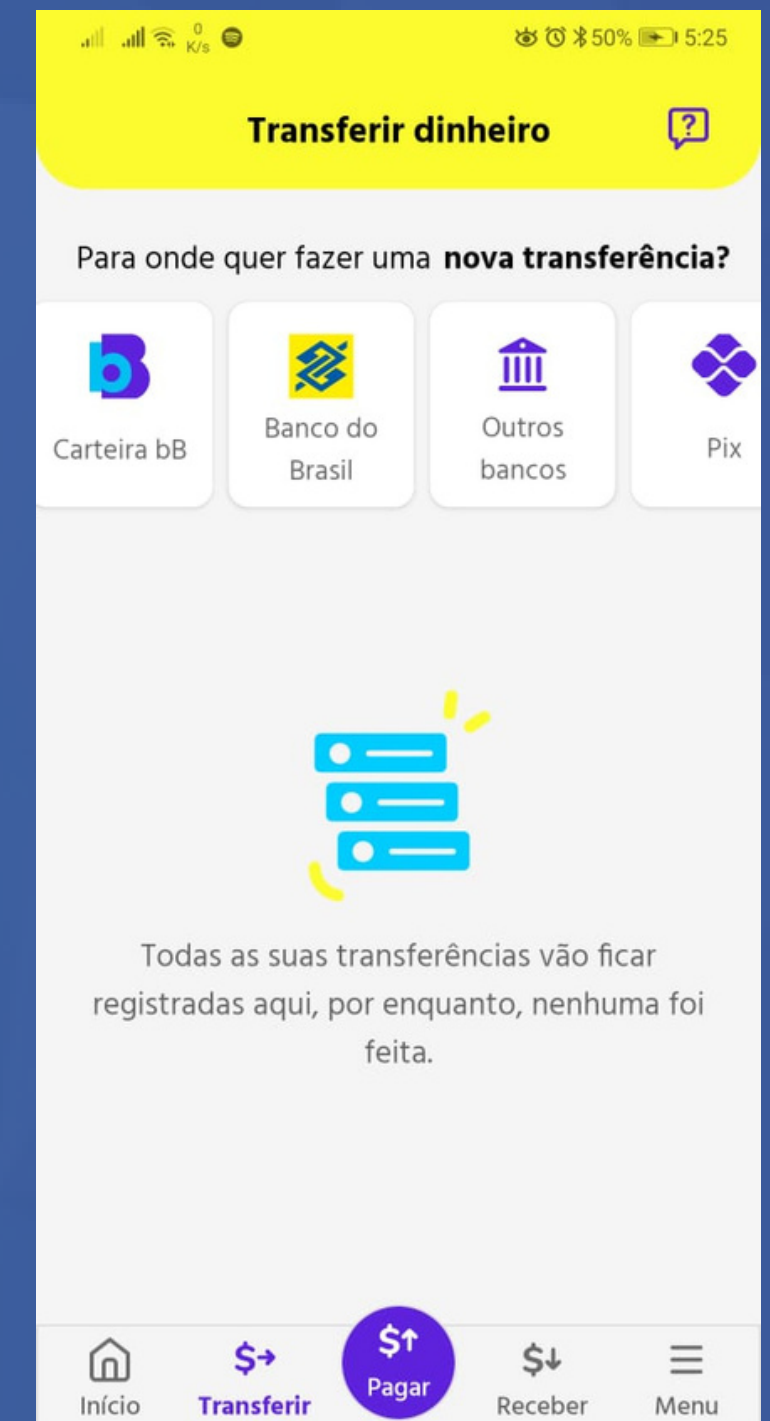 0
K/s
50% 5:25
Transferir dinheiro
Para onde quer fazer uma nova transferência?
Carteira bB
Banco do
Brasil
Outros
bancos
Pix
Todas as suas transferências vão ficar
registradas aqui, por enquanto, nenhuma foi
feita.
Início
Transferir
Pagar
Receber
Menu